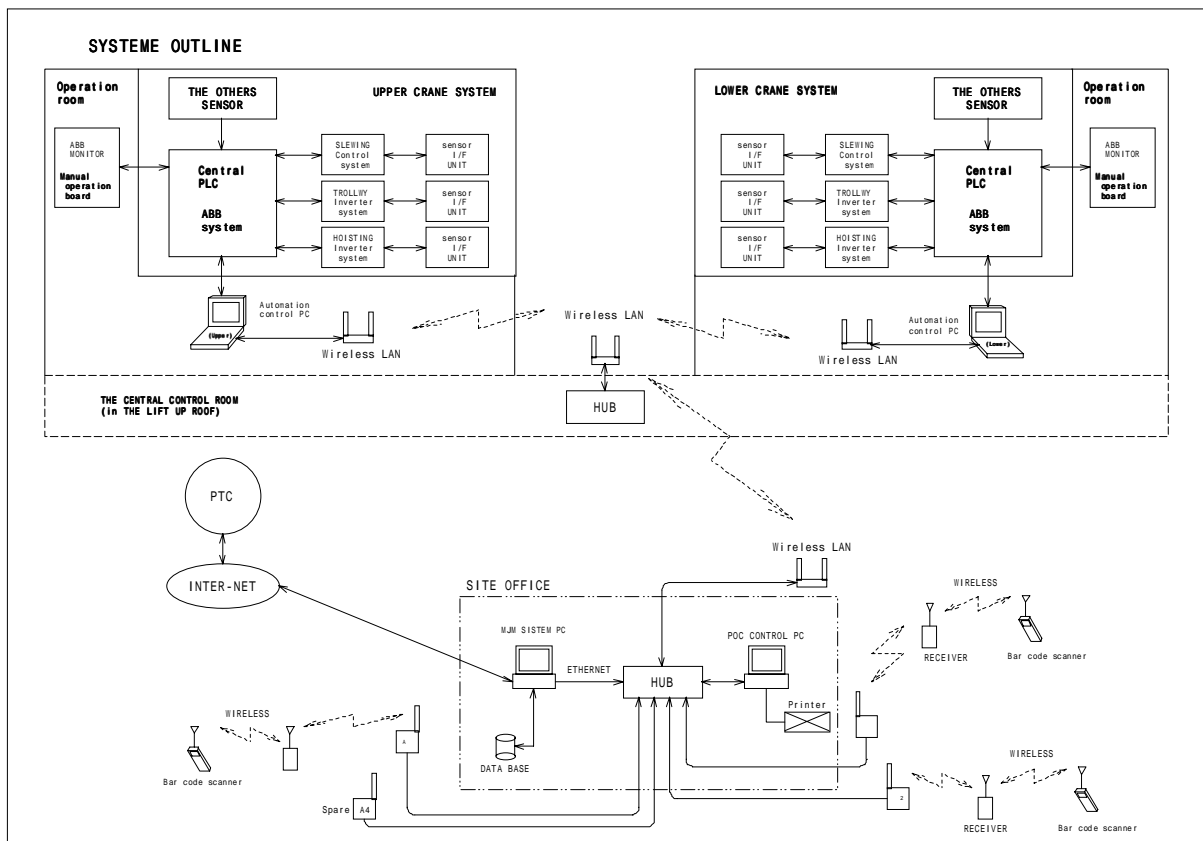 SYSTEME OUTLINE
Operation
room
THE OTHERS
SENSOR
UPPER CRANE SYSTEM
ABB
MONITOR
Manual
operation
board
Central
PLC
ABB
system
SLEWING
Control
system
sensor
I/F
UNIT
TROLLWY
Inverter
system
sensor
I/F
UNIT
HOISTING
Inverter
system
sensor
I/F
UNIT
Automation
control PC
(Upper)
Wireless LAN
LOWER CRANE SYSTEM
THE OTHERS
SENSOR
Operation
room
sensor
I/F
UNIT
SLEWING
Control
system
sensor
I/F
UNIT
TROLLWY
Inverter
system
sensor
I/F
UNIT
HOISTING
Inverter
system
Central
PLC
ABB
system
ABB
MONITOR
Manual
operation
board
Automation
control PC
(Lower)
Wireless LAN
Wireless LAN
HUB
THE CENTRAL CONTROL ROOM
(in THE LIFT UP ROOF)
PTC
INTER-NET
Wireless LAN
SITE OFFICE
MJM SISTEM PC
ETHERNET
HUB
POC CONTROL PC
Printer
DATA BASE
WIRELESS
RECEIVER
Bar code scanner
WIRELESS
Bar code scanner
A
Spare
A4
WIRELESS
2
RECEIVER
Bar code scanner